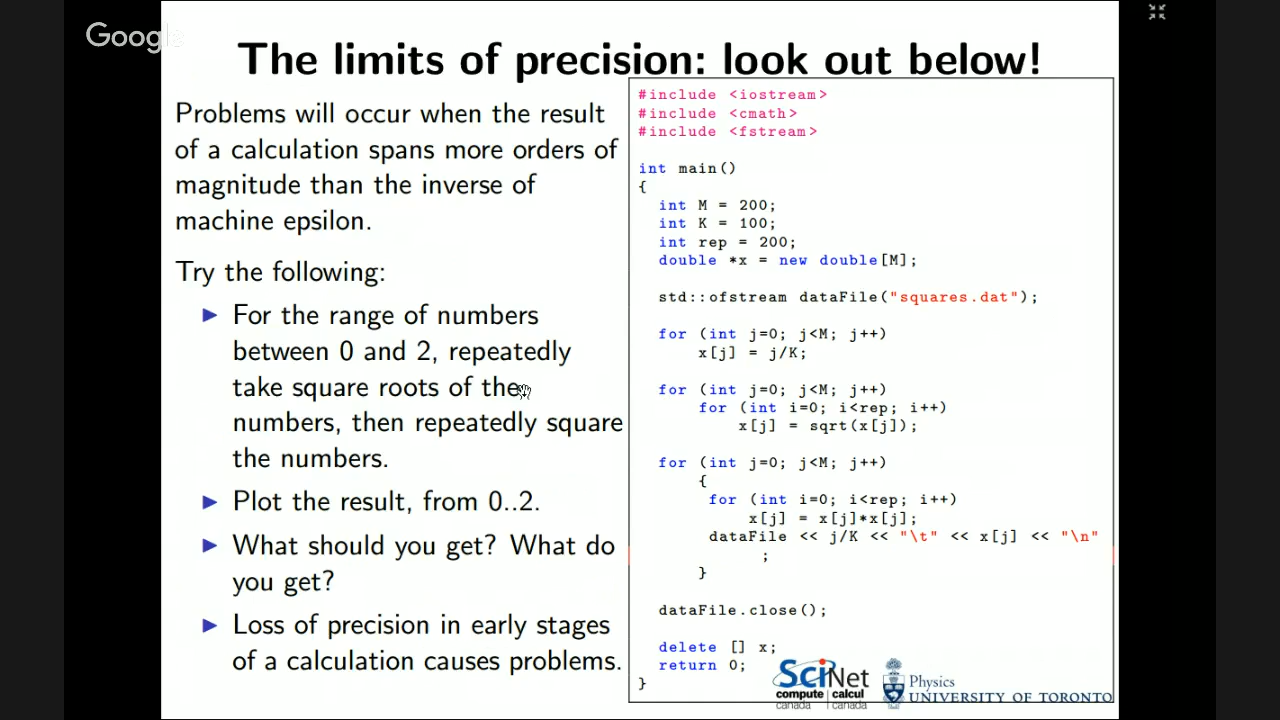 Google
The limits of precision: look out below!
Problems will occur when the result
of a calculation spans more orders of
magnitude than the inverse of
machine epsilon.
Try the following:
► For the range of numbers
between 0 and 2, repeatedly
take square roots of the
numbers, then repeatedly square
the numbers.
► Plot the result, from 0..2.
► What should you get? What do
you get?
► Loss of precision in early stages
of a calculation causes problems.
#include <iostream>
#include <cmath>
#include <fstream>
int main()
{
int M = 200;
int K = 100;
int rep = 200;
double *x = new double[M];
std::ofstream dataFile("squares.dat");
for (int j=0; j<M; j++)
x[j] = j/K;
for (int j=0; j<M; j++)
for (int i=0; i<rep; i++)
x[j] = sqrt(x[j]);
for (int j=0; j<M; j++)
{
for (int i=0; i<rep; i++)
x[j] = x[j]*x[j];
dataFile << j/K << "\t" << x[j] << "\n"
;
}
dataFile.close();
delete [] x;
return 0;
}
SciNet
compute calcul
canada canada
Physics
UNIVERSITY OF TORONTO